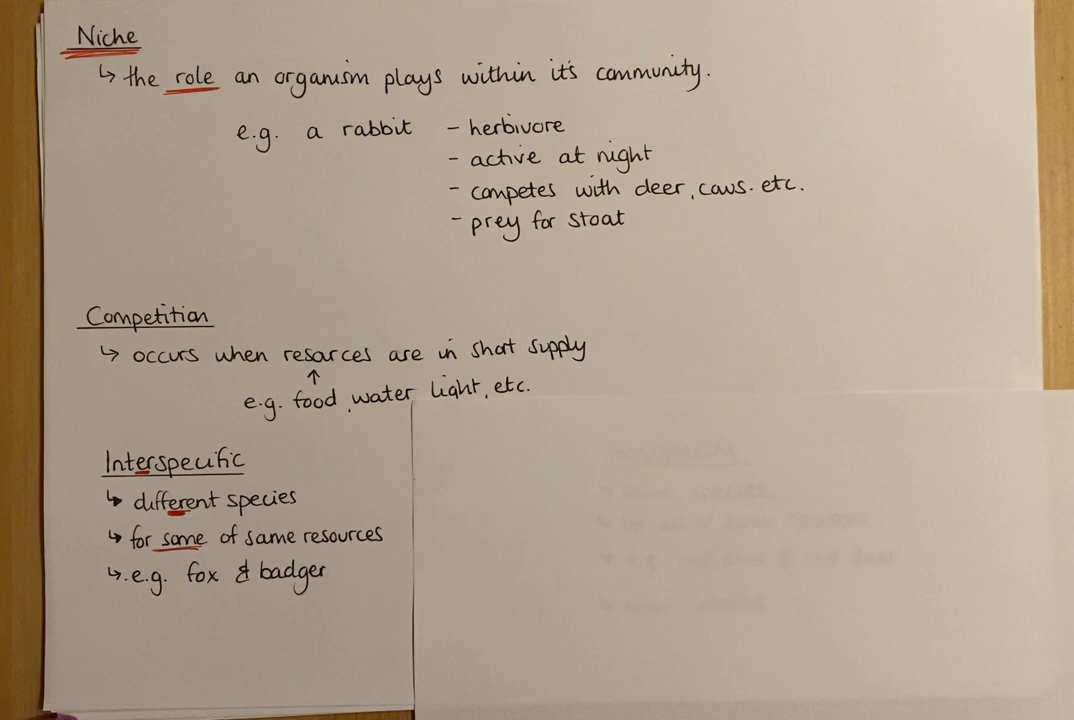 Niche
↳ the role an organism plays within it's community.
e.g. a rabbit - herbivore
- active at night
- competes with deer, cows. etc.
- prey for stoat
Competition
↳ occurs when resources are in short supply
↑
e.g. food, water light, etc.
Interspecific
↳ different species
↳ for some of same resources
↳ e.g. fox & badger